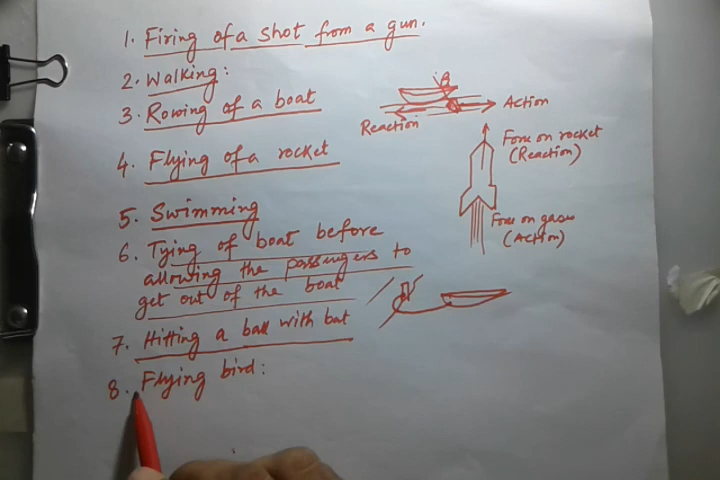 1. Firing of a shot from a gun.
2. Walking:
3. Rowing of a boat
Action
Reaction
4. Flying of a rocket
Force on rocket
(Reaction)
5. Swimming
Force on gases
(Action)
6. Tying of boat before
allowing the passengers to
get out of the boat
7. Hitting a ball with bat
8. Flying bird: